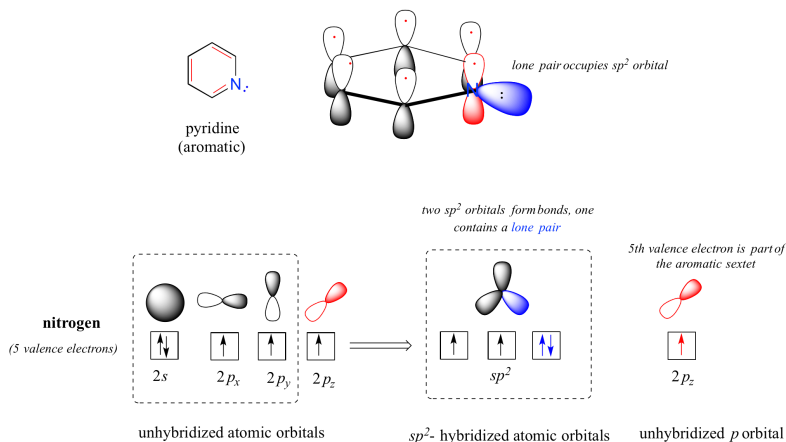 lone pair occupies sp2 orbital
N:
pyridine
(aromatic)
:
two sp2 orbitals form bonds, one
contains a lone pair
5th valence electron is part of
the aromatic sextet
nitrogen
(5 valence electrons)
2s
2px
2py
2pz
sp2
2pz
unhybridized atomic orbitals
sp2- hybridized atomic orbitals
unhybridized p orbital